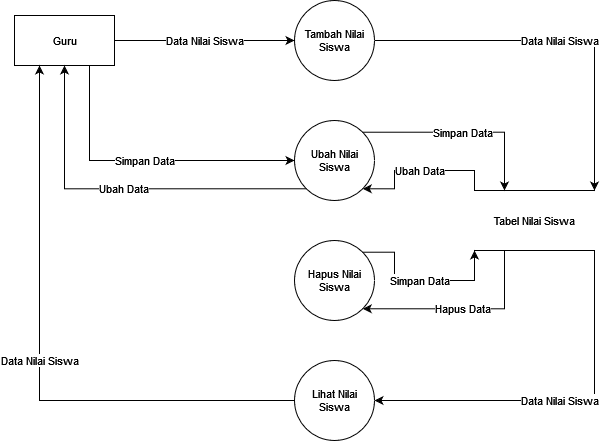 Guru
Data Nilai Siswa
Tambah Nilai
Siswa
Data Nilai Siswa
Simpan Data
Ubah Nilai
Siswa
Simpan Data
Ubah Data
Ubah Data
Tabel Nilai Siswa
Hapus Nilai
Siswa
Simpan Data
Hapus Data
Data Nilai Siswa
Lihat Nilai
Siswa
Data Nilai Siswa